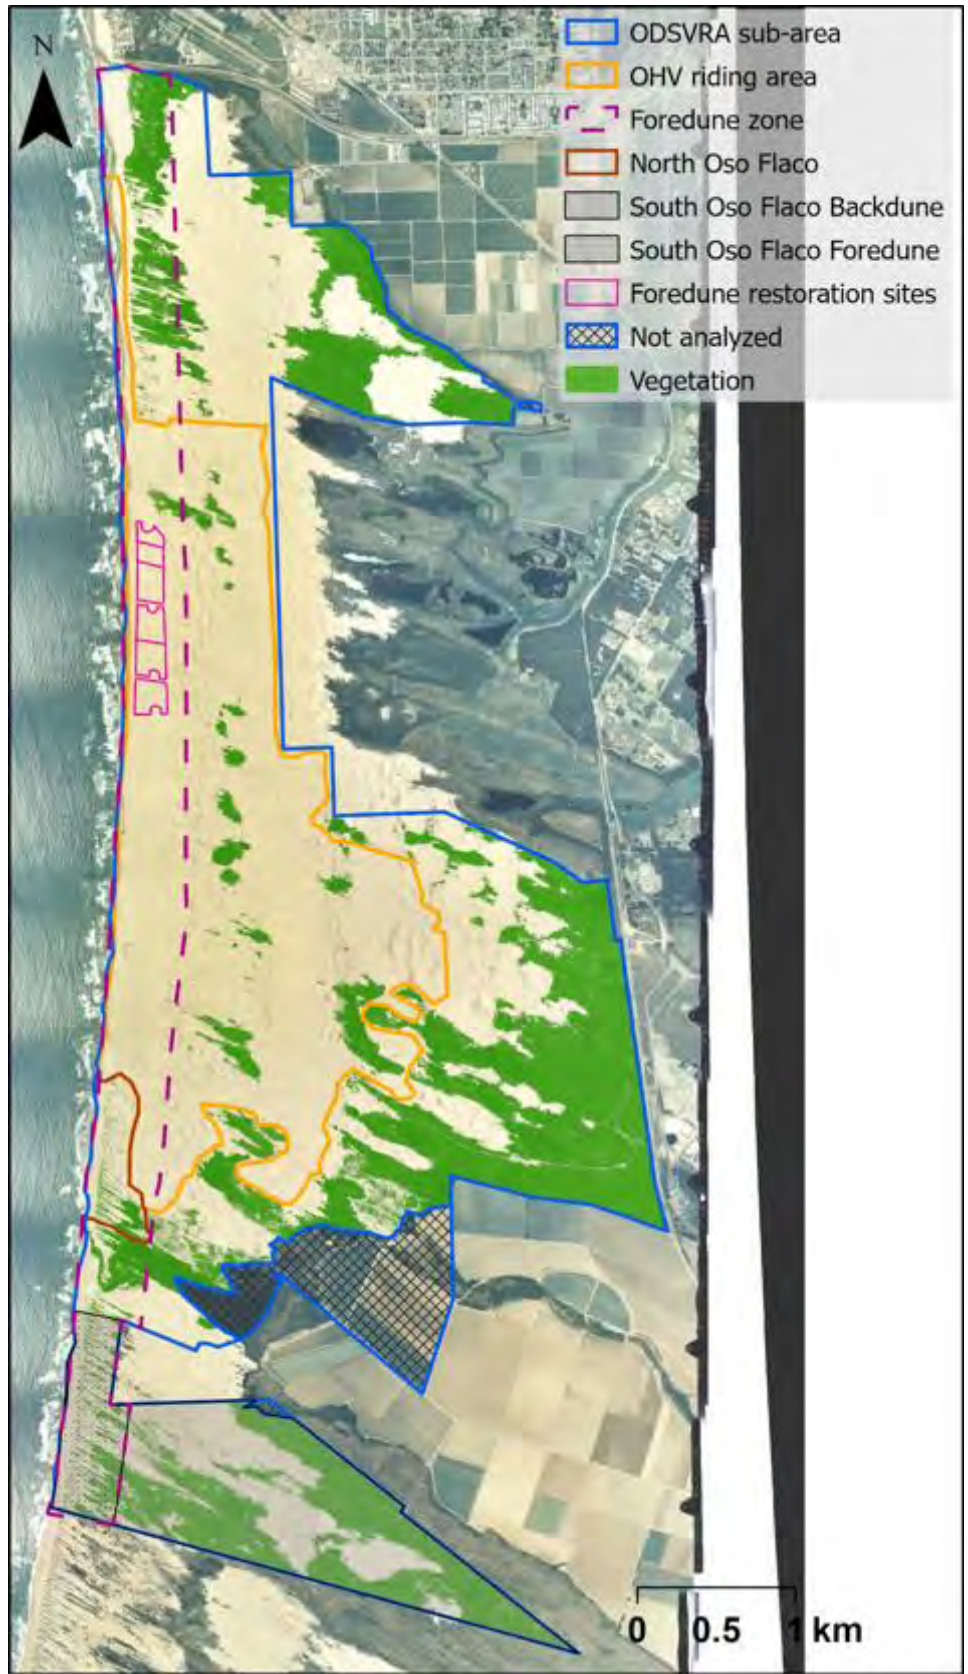 N
ODSVRA sub-area
OHV riding area
Foredune zone
North Oso Flaco
South Oso Flaco Backdune
South Oso Flaco Foredune
Foredune restoration sites
Not analyzed
Vegetation
0 0.5 1 km